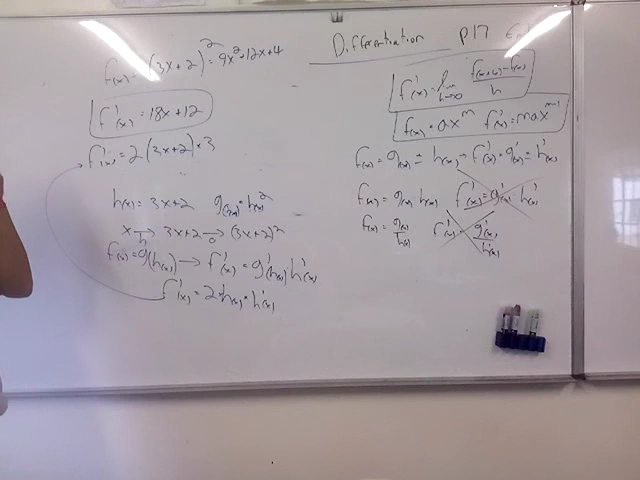 f(x) = (3x+2)² = 9x²+12x+4
f'(x) = 18x+12
f'(x) = 2(3x+2)×3
h(x) = 3x+2 g(h(x)) = h(x)²
x → 3x+2 → (3x+2)²
h g
f(x) = g(h(x)) → f'(x) = g'(h(x)) h'(x)
f'(x) = 2·h(x)·h'(x)
Differentiation P17
f'(x) = lim h→0 f(x+h)-f(x) / h
f(x) = ax^m f'(x) = max^m-1
f(x) = g(x) ± h(x) → f'(x) = g'(x) ± h'(x)
f(x) = g(x) h(x) f'(x) = g'(x) h'(x)
f(x) = g(x) / h(x) f'(x) = g'(x) / h'(x)